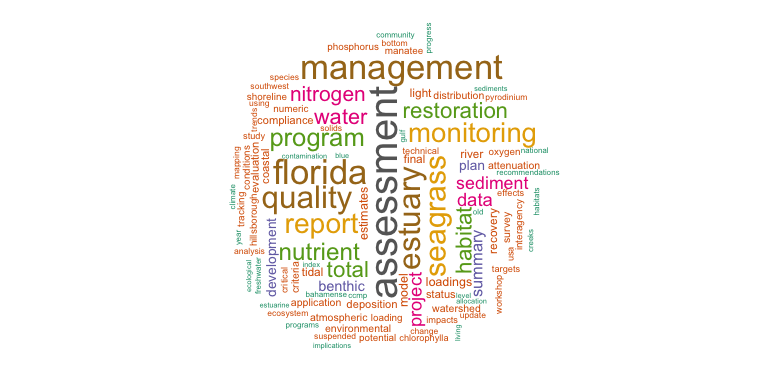 community
progress
phosphorus
bottom
manatee
management
species
southwest
nitrogen
light
sediments
distribution
pyrodinium
shoreline
using
numeric
water
restoration
trends
compliance
solids
gulf
monitoring
study
program
technical
final
river
oxygen
national
mapping
conditions
evaluation
coastal
contamination
blue
florida
assessment
estuary
seagrass
plan
attenuation
recommendations
climate
tracking
hillsborough
quality
estimates
sediment
data
effects
habitats
year
report
habitat
old
recovery
survey
interagency
creeks
usa
analysis
development
nutrient
summary
ecological
freshwater
critical
criteria
index
tidal
total
model
project
loadings
targets
workshop
benthic
bahamense
ccmp
status
level
allocation
estuarine
application
deposition
watershed
update
ecosystem
atmospheric
loading
impacts
programs
environmental
change
living
suspended
potential
chlorophylla
implications